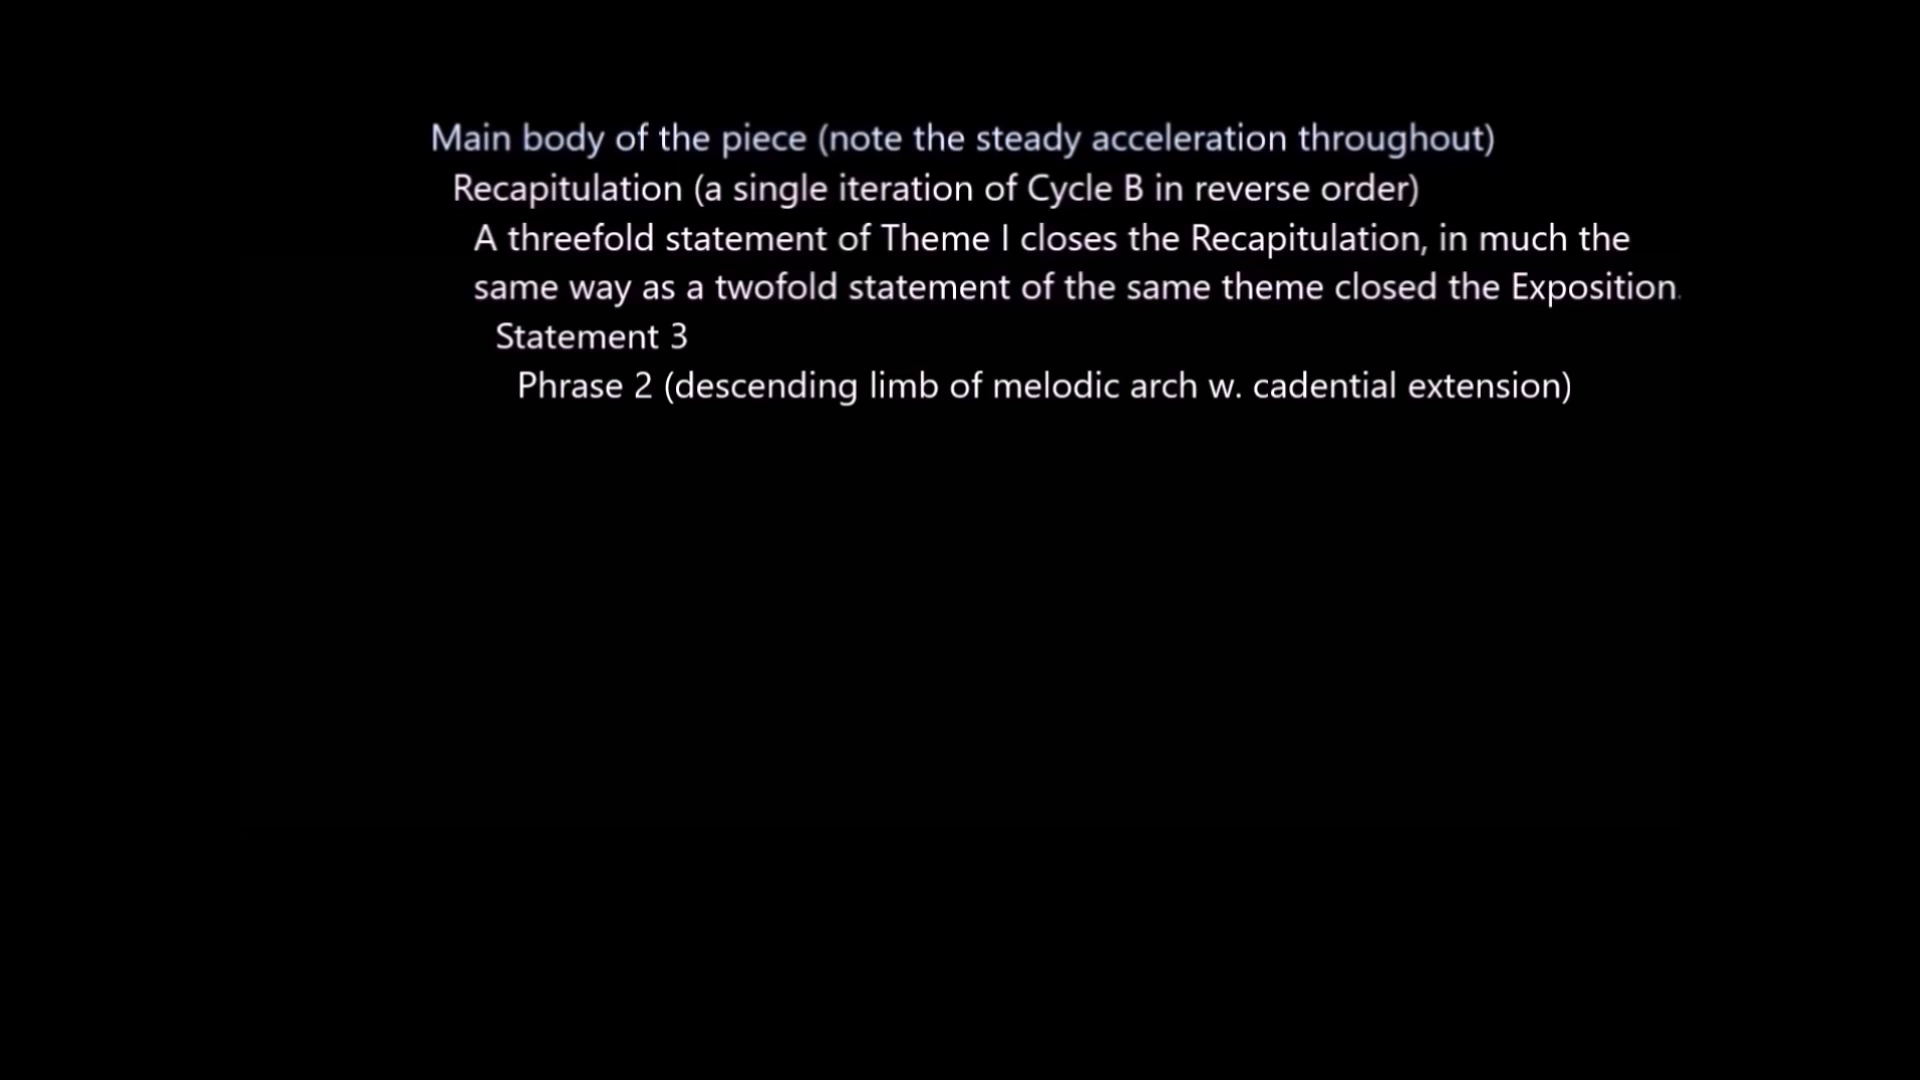 Main body of the piece (note the steady acceleration throughout)
Recapitulation (a single iteration of Cycle B in reverse order)
A threefold statement of Theme I closes the Recapitulation, in much the
same way as a twofold statement of the same theme closed the Exposition.
Statement 3
Phrase 2 (descending limb of melodic arch w. cadential extension)